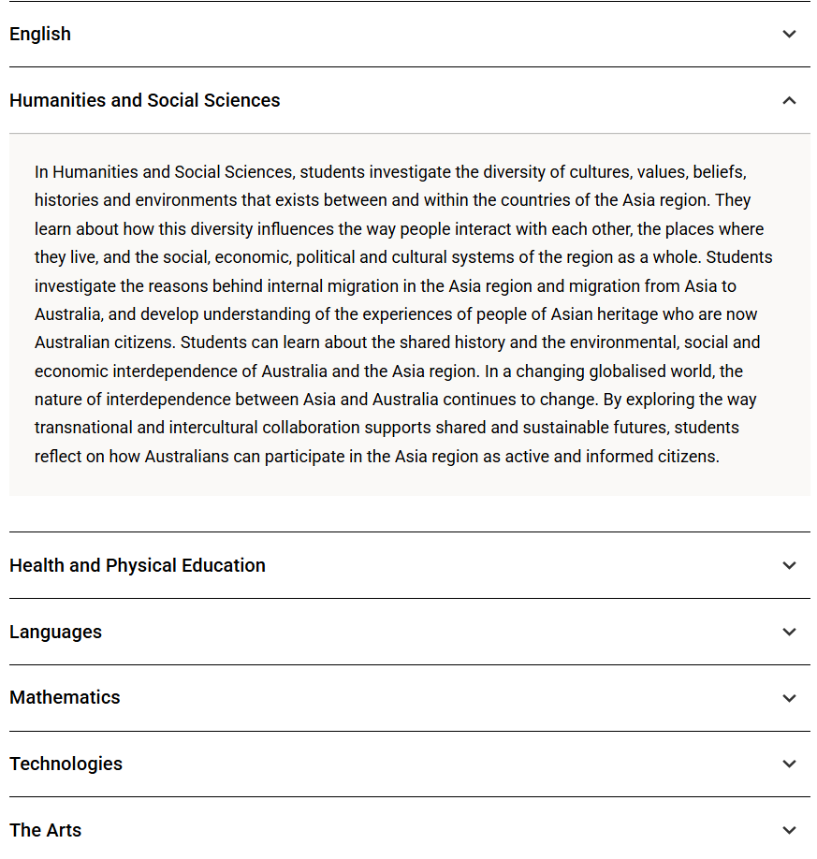 English
Humanities and Social Sciences
In Humanities and Social Sciences, students investigate the diversity of cultures, values, beliefs,
histories and environments that exists between and within the countries of the Asia region. They
learn about how this diversity influences the way people interact with each other, the places where
they live, and the social, economic, political and cultural systems of the region as a whole. Students
investigate the reasons behind internal migration in the Asia region and migration from Asia to
Australia, and develop understanding of the experiences of people of Asian heritage who are now
Australian citizens. Students can learn about the shared history and the environmental, social and
economic interdependence of Australia and the Asia region. In a changing globalised world, the
nature of interdependence between Asia and Australia continues to change. By exploring the way
transnational and intercultural collaboration supports shared and sustainable futures, students
reflect on how Australians can participate in the Asia region as active and informed citizens.
Health and Physical Education
Languages
Mathematics
Technologies
The Arts